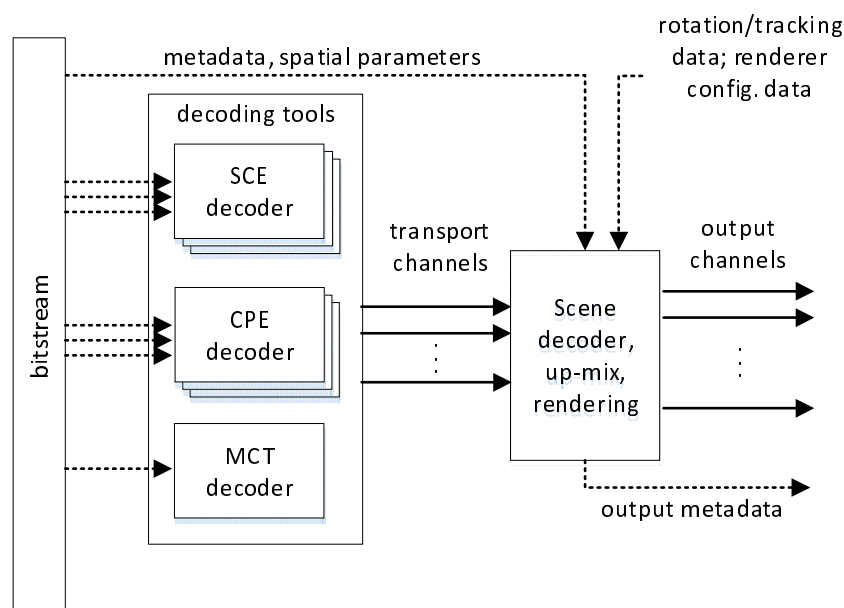 rotation/tracking
data; renderer
config. data
metadata, spatial parameters
decoding tools
SCE
decoder
CPE
decoder
MCT
decoder
bitstream
transport
channels
Scene
decoder,
up-mix,
rendering
output
channels
output metadata